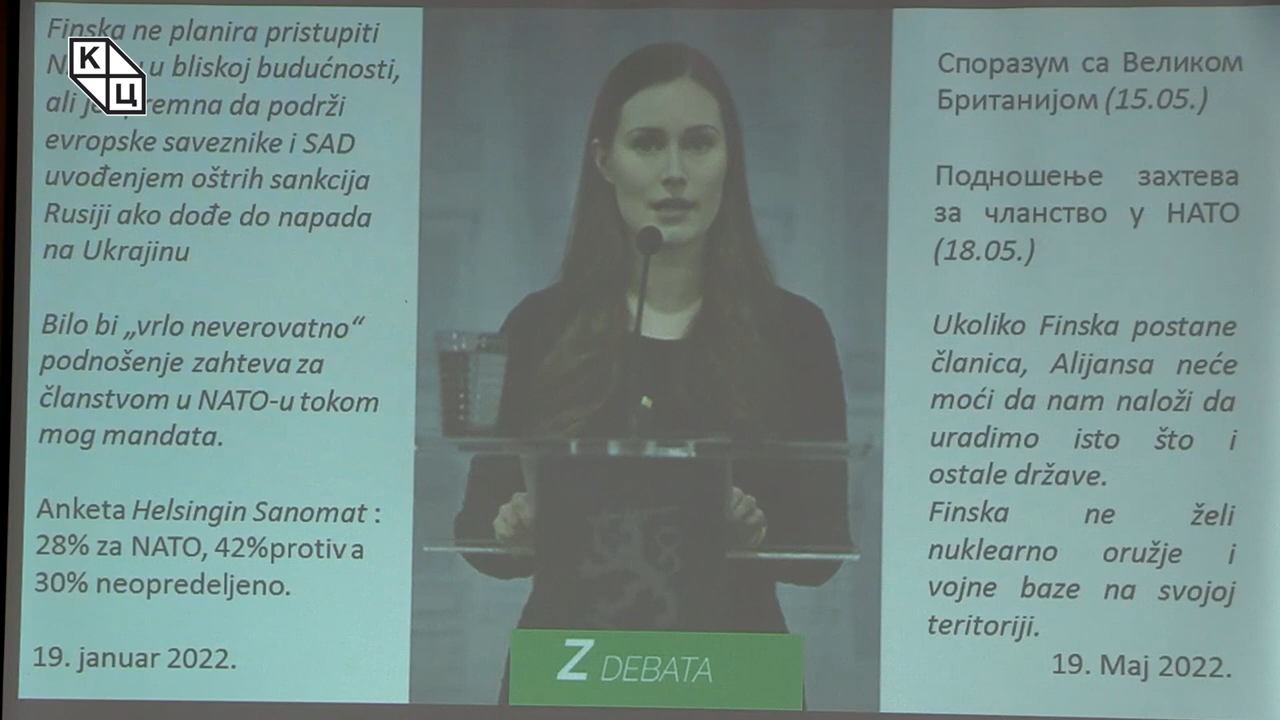 Finska ne planira pristupiti
u bliskoj budućnosti,
ali da podrži
evropske saveznike i SAD
uvođenjem oštrih sankcija
Rusiji ako dođe do napada
na Ukrajinu
Bilo bi „vrlo neverovatno“
podnošenje zahteva za
članstvom u NATO-u tokom
mog mandata.
Anketa Helsingin Sanomat :
28% za NATO, 42%protiv a
30% neopredeljeno.
19. januar 2022.
К
Ц
Z DEBATA
Споразум са Великом
Британијом (15.05.)
Подношење захтева
за чланство у НАТО
(18.05.)
Ukoliko Finska postane
članica, Alijansa neće
moći da nam naloži da
uradimo isto što i
ostale države.
Finska ne želi
nuklearno oružje i
vojne baze na svojoj
teritoriji.
19. Maj 2022.